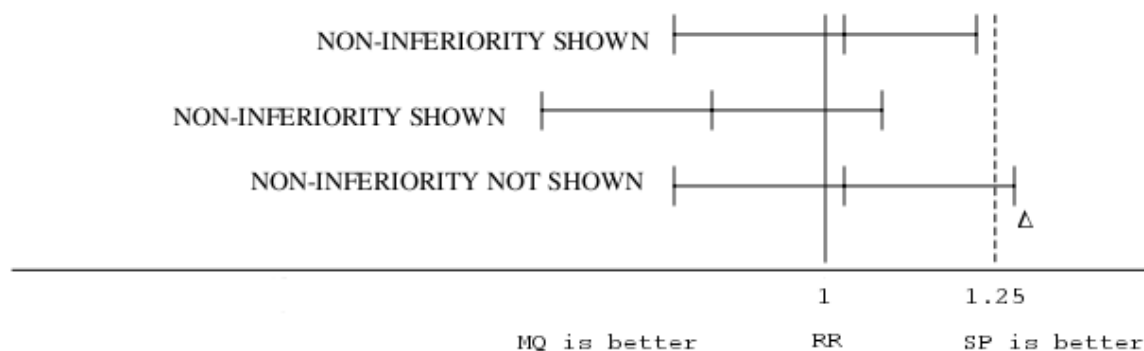 NON-INFERIORITY SHOWN
NON-INFERIORITY SHOWN
NON-INFERIORITY NOT SHOWN
Δ
1 1.25
MQ is better RR SP is better